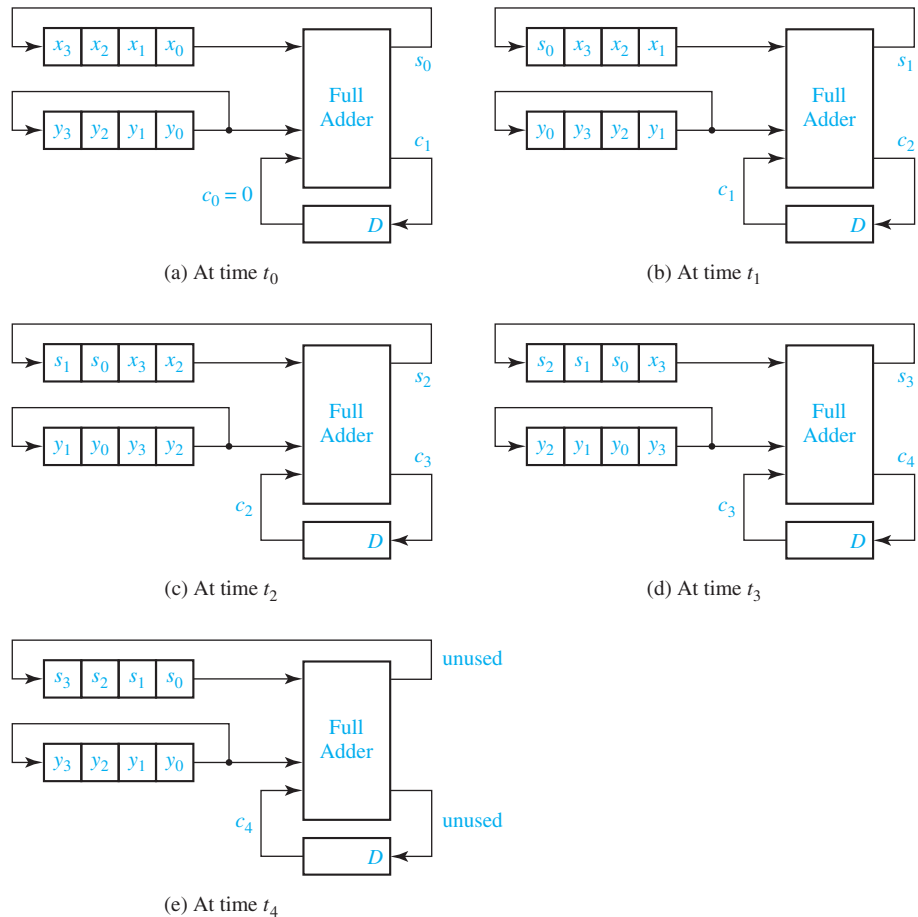 x₃ x₂ x₁ x₀
s₀
Full
Adder
y₃ y₂ y₁ y₀
c₁
c₀ = 0
D
(a) At time t₀
s₀ x₃ x₂ x₁
s₁
Full
Adder
y₀ y₃ y₂ y₁
c₂
c₁
D
(b) At time t₁
s₁ s₀ x₃ x₂
s₂
Full
Adder
y₁ y₀ y₃ y₂
c₃
c₂
D
(c) At time t₂
s₂ s₁ s₀ x₃
s₃
Full
Adder
y₂ y₁ y₀ y₃
c₄
c₃
D
(d) At time t₃
unused
s₃ s₂ s₁ s₀
Full
Adder
y₃ y₂ y₁ y₀
c₄
unused
D
(e) At time t₄